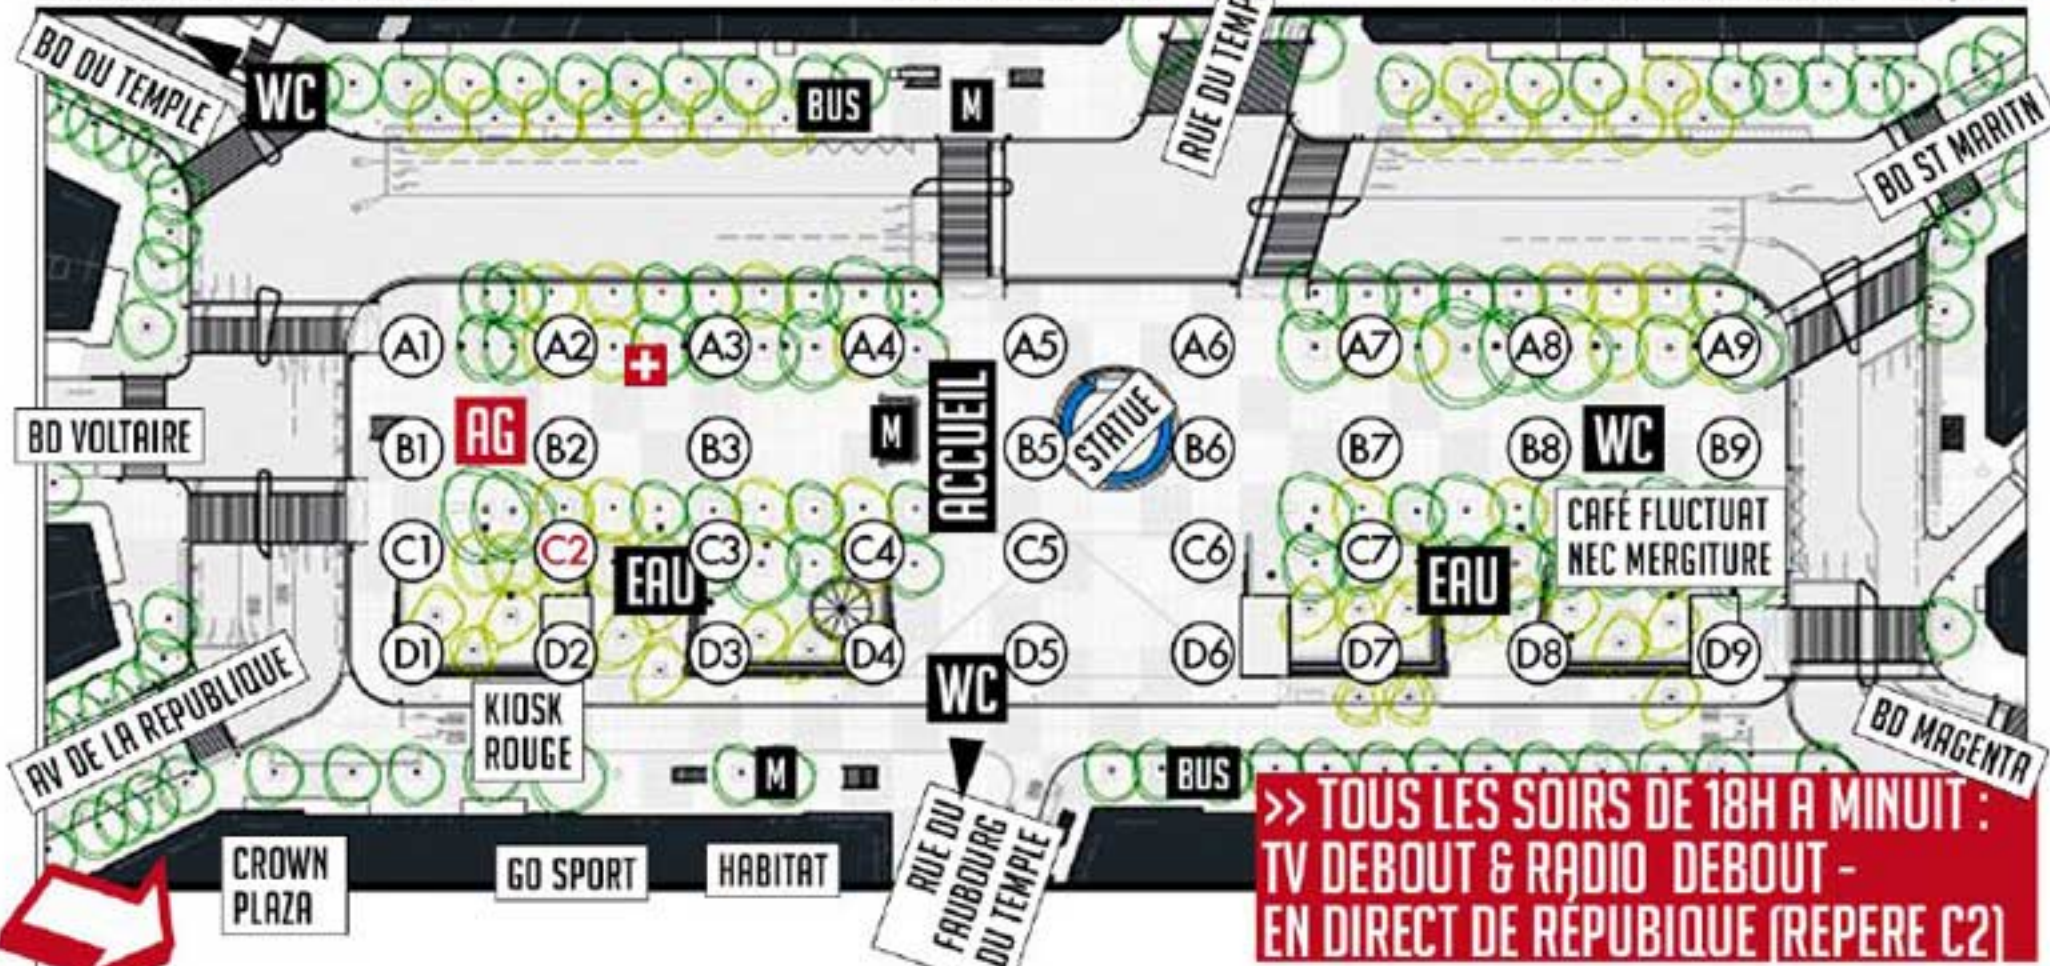 BD DU TEMPLE
WC
BUS
M
RUE DU TEMP
BD ST MARITN
A1
A2
A3
A4
A5
A6
A7
A8
A9
BD VOLTAIRE
B1
AG
B2
B3
M
ACCUEIL
B5
STATUE
B6
B7
B8
WC
B9
CAFÉ FLUCTUAT
NEC MERGITURE
C1
C2
EAU
C3
C4
C5
C6
C7
EAU
D1
D2
D3
D4
WC
D5
D6
D7
D8
D9
AV DE LA REPUBLIQUE
KIOSK
ROUGE
M
BUS
BD MAGENTA
CROWN
PLAZA
GO SPORT
HABITAT
RUE DU
FAUBOURG
DU TEMPLE
>> TOUS LES SOIRS DE 18H A MINUIT :
TV DEBOUT & RADIO DEBOUT -
EN DIRECT DE RÉPUBIQUE (REPERE C2)